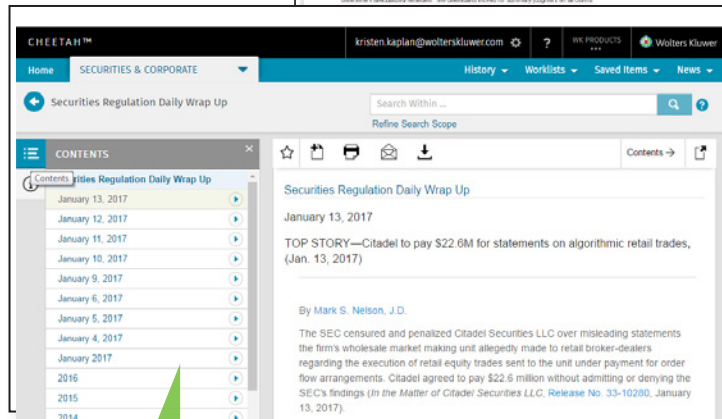 CHEETAH™
kristen.kaplan@wolterskluwer.com
?
WK PRODUCTS
Wolters Kluwer
Home
SECURITIES & CORPORATE
History
Worklists
Saved Items
News
Securities Regulation Daily Wrap Up
Search Within ...
Refine Search Scope
?
CONTENTS
×
Contents →
Contents
rities Regulation Daily Wrap Up
January 13, 2017
January 12, 2017
January 11, 2017
January 10, 2017
January 9, 2017
January 6, 2017
January 5, 2017
January 4, 2017
January 2017
2016
2015
2014
Securities Regulation Daily Wrap Up
January 13, 2017
TOP STORY—Citadel to pay $22.6M for statements on algorithmic retail trades,
(Jan. 13, 2017)
By Mark S. Nelson, J.D.
The SEC censured and penalized Citadel Securities LLC over misleading statements
the firm's wholesale market making unit allegedly made to retail broker-dealers
regarding the execution of retail equity trades sent to the unit under payment for order
flow arrangements. Citadel agreed to pay $22.6 million without admitting or denying the
SEC's findings (In the Matter of Citadel Securities LLC, Release No. 33-10280, January
13, 2017).